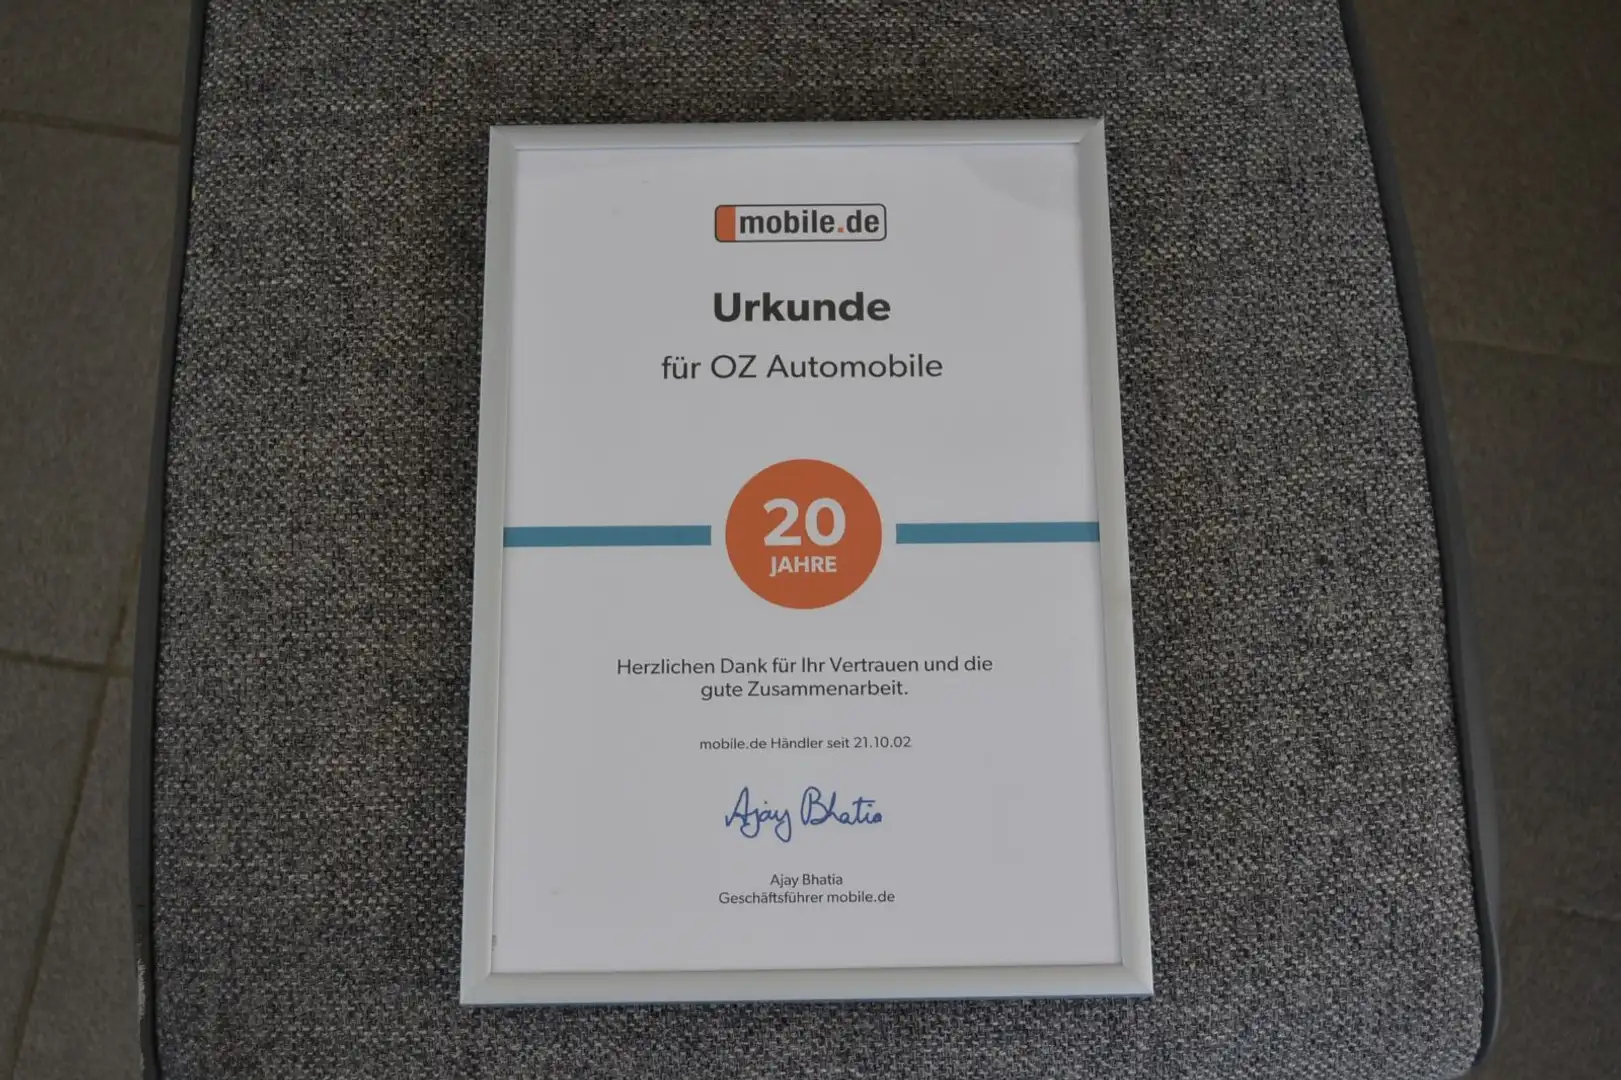 mobile.de
Urkunde
für OZ Automobile
20
JAHRE
Herzlichen Dank für Ihr Vertrauen und die
gute Zusammenarbeit.
mobile.de Händler seit 21.10.02
Ajay Bhatia
Ajay Bhatia
Geschäftsführer mobile.de